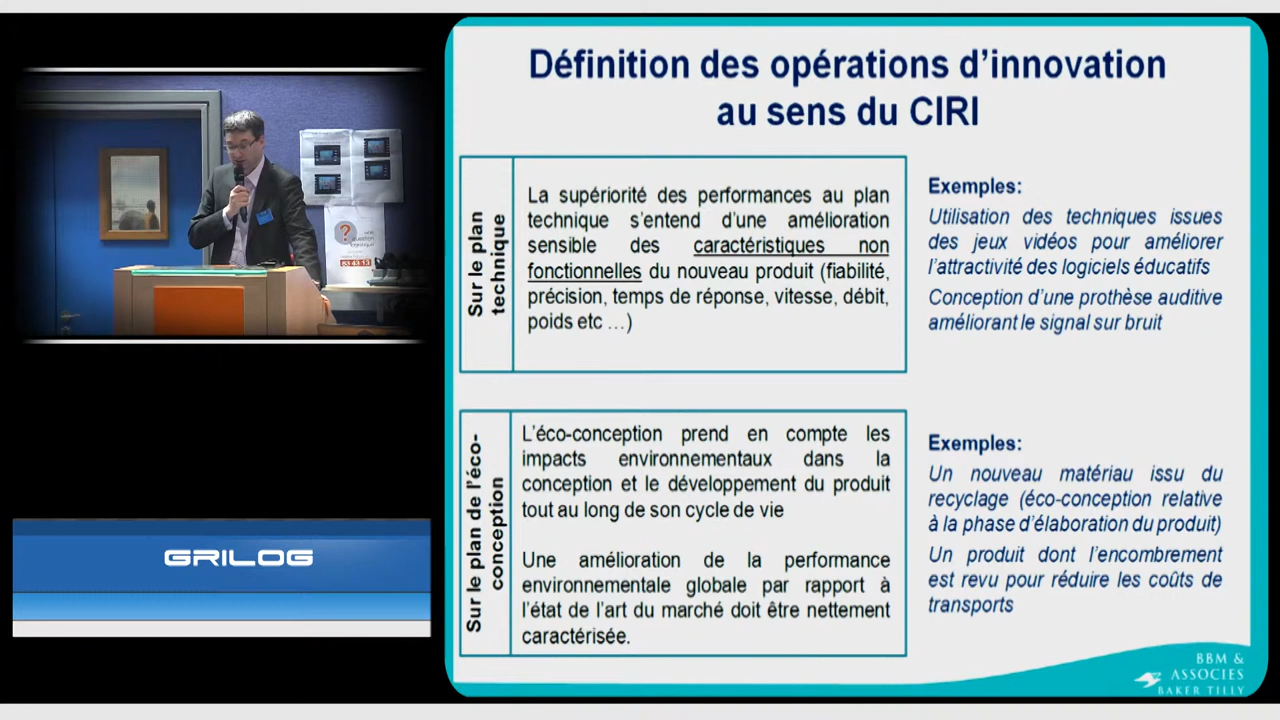 Définition des opérations d'innovation
au sens du CIRI
Sur le plan
technique
La supériorité des performances au plan
technique s'entend d'une amélioration
sensible des caractéristiques non
fonctionnelles du nouveau produit (fiabilité,
précision, temps de réponse, vitesse, débit,
poids etc …)
Exemples:
Utilisation des techniques issues
des jeux vidéos pour améliorer
l'attractivité des logiciels éducatifs
Conception d'une prothèse auditive
améliorant le signal sur bruit
Sur le plan de l'éco-
conception
L'éco-conception prend en compte les
impacts environnementaux dans la
conception et le développement du produit
tout au long de son cycle de vie
Une amélioration de la performance
environnementale globale par rapport à
l'état de l'art du marché doit être nettement
caractérisée.
Exemples:
Un nouveau matériau issu du
recyclage (éco-conception relative
à la phase d'élaboration du produit)
Un produit dont l'encombrement
est revu pour réduire les coûts de
transports
GRILOG
?
question
BBM &
ASSOCIES
BAKER TILLY